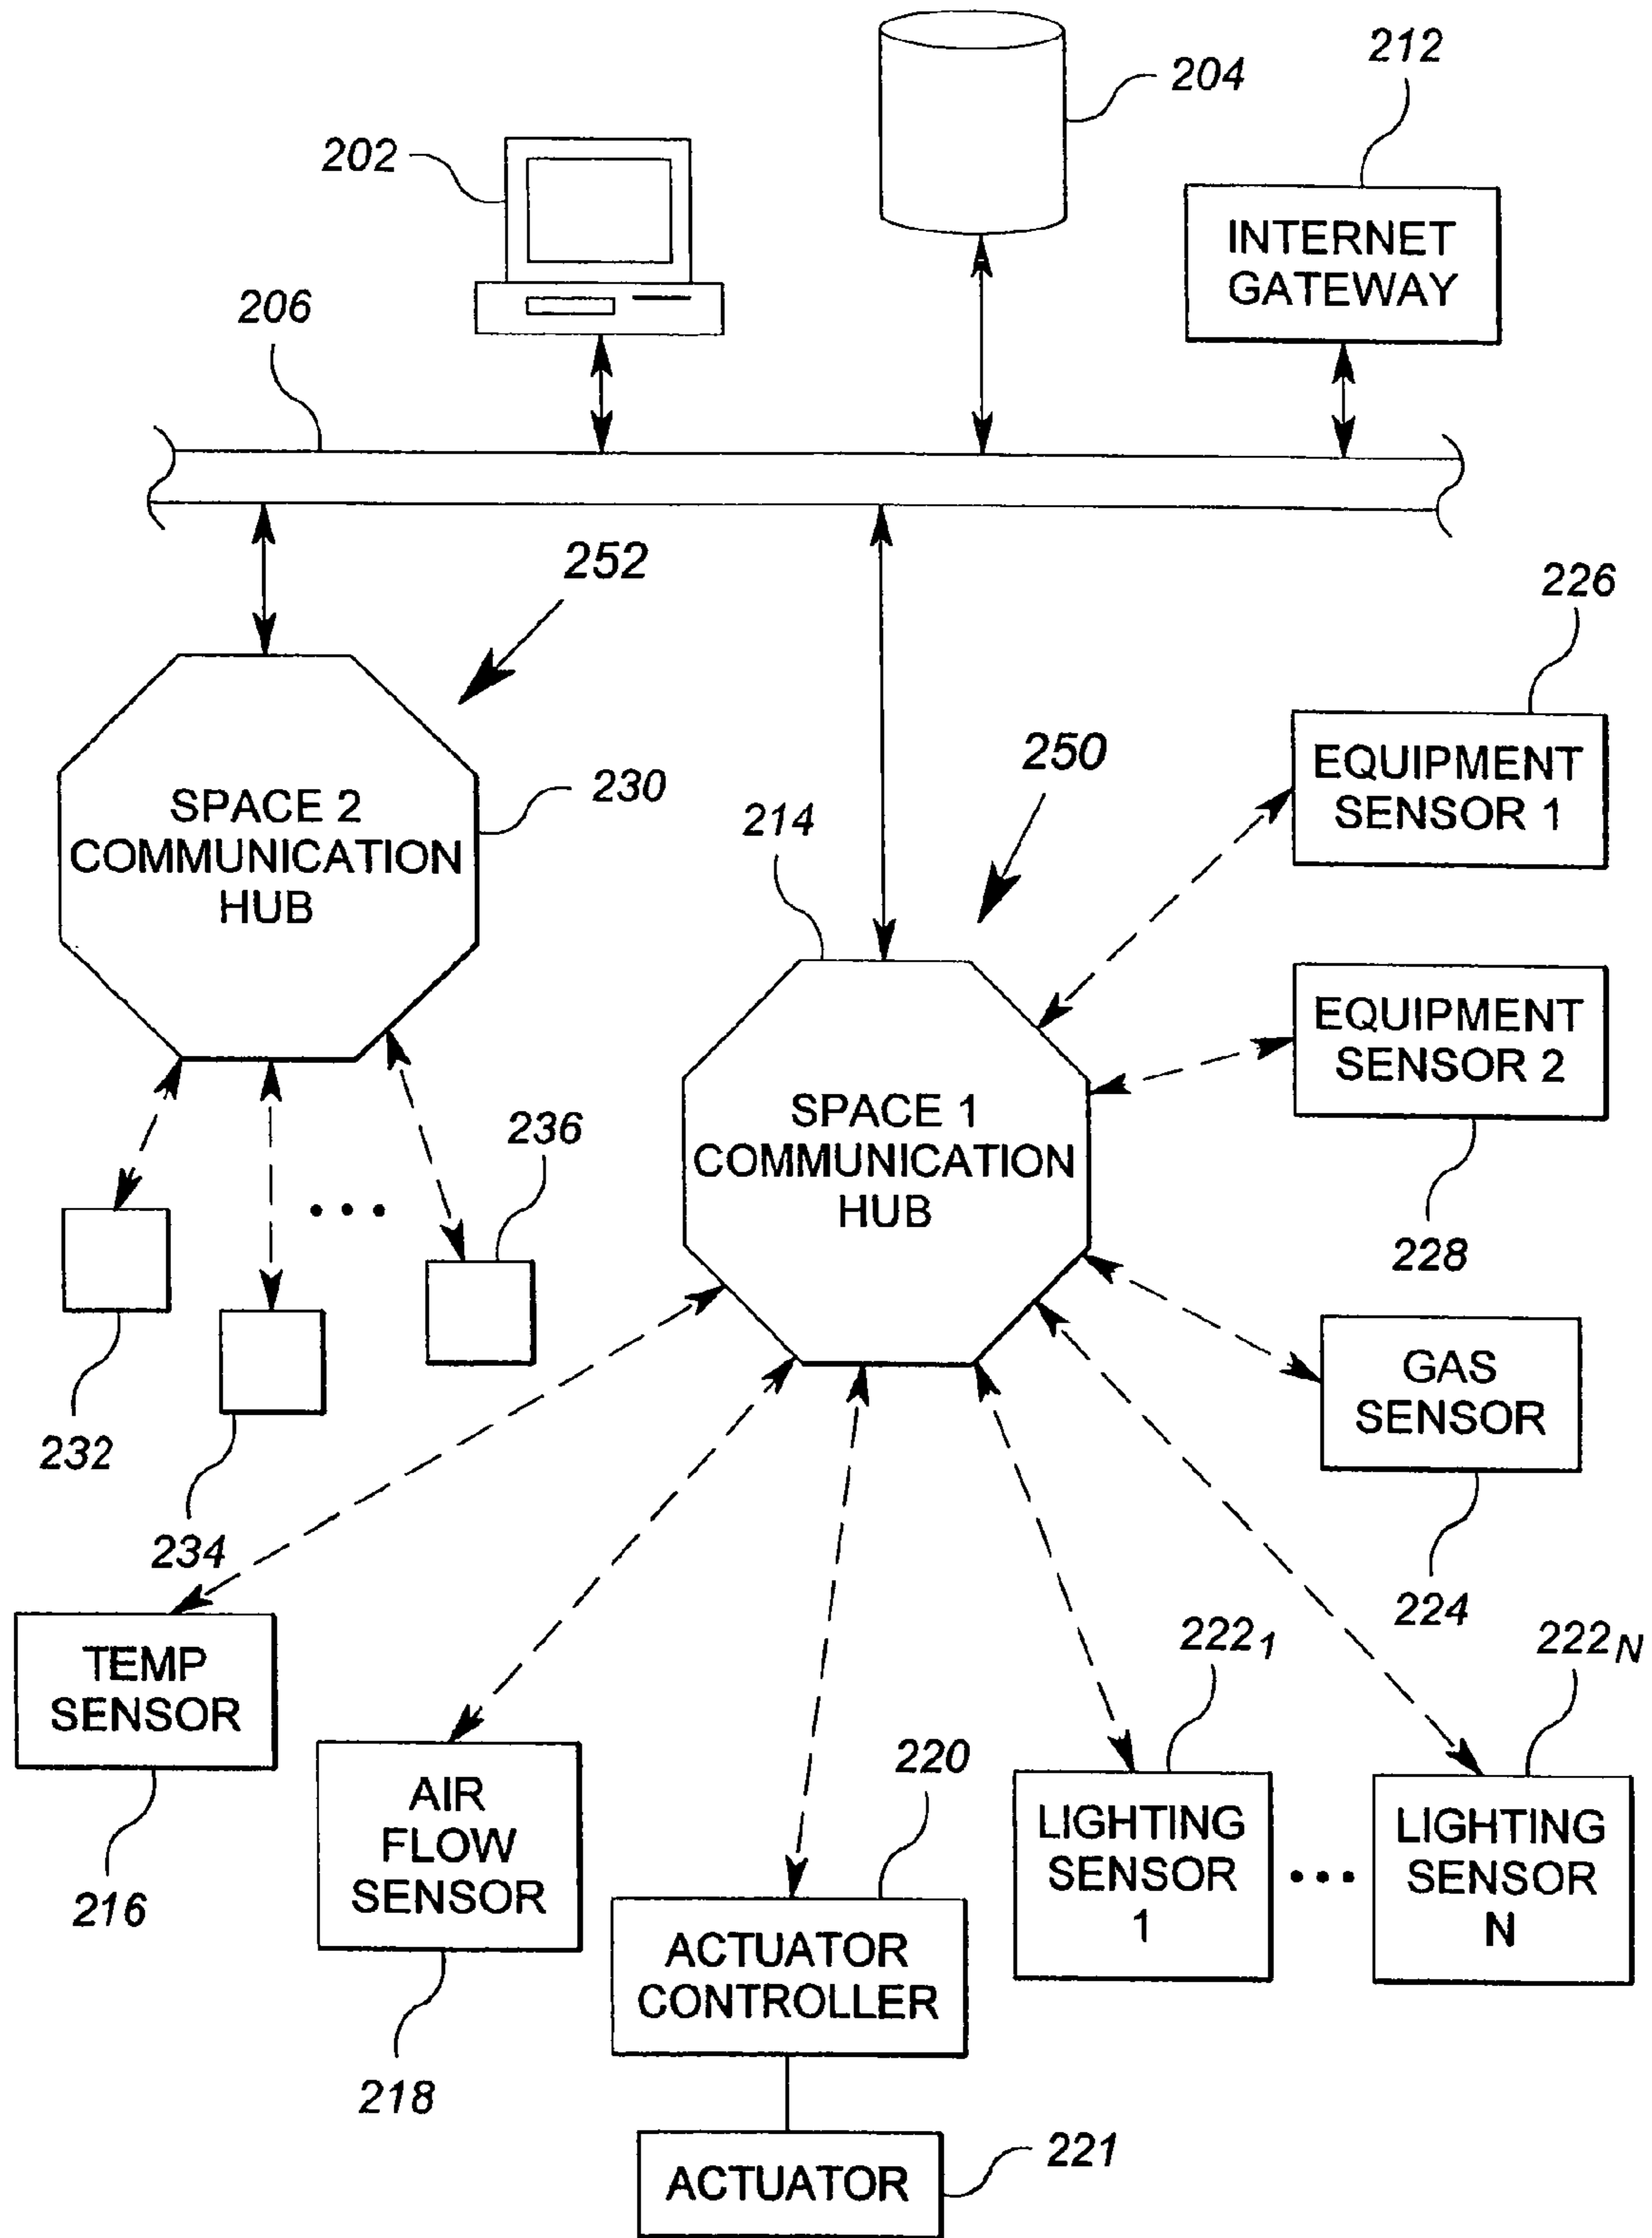 212
204
202
INTERNET
GATEWAY
206
252
226
EQUIPMENT
SENSOR 1
250
230
SPACE 2
COMMUNICATION
HUB
214
EQUIPMENT
SENSOR 2
228
SPACE 1
COMMUNICATION
HUB
236
...
232
234
GAS
SENSOR
224
TEMP
SENSOR
216
AIR
FLOW
SENSOR
218
220
ACTUATOR
CONTROLLER
222₁
LIGHTING
SENSOR
1
...
222N
LIGHTING
SENSOR
N
ACTUATOR
221